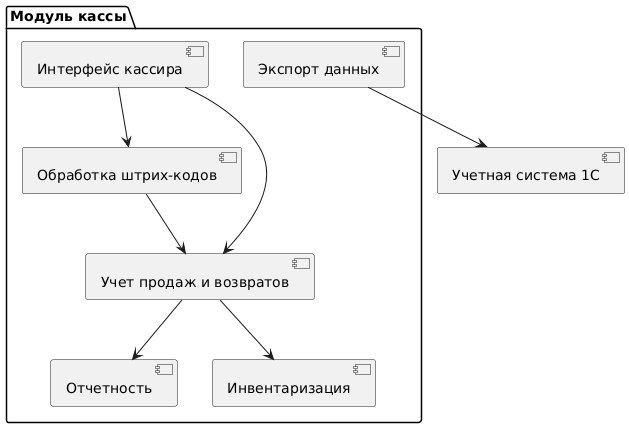 Модуль кассы
Интерфейс кассира
Экспорт данных
Обработка штрих-кодов
Учетная система 1С
Учет продаж и возвратов
Отчетность
Инвентаризация